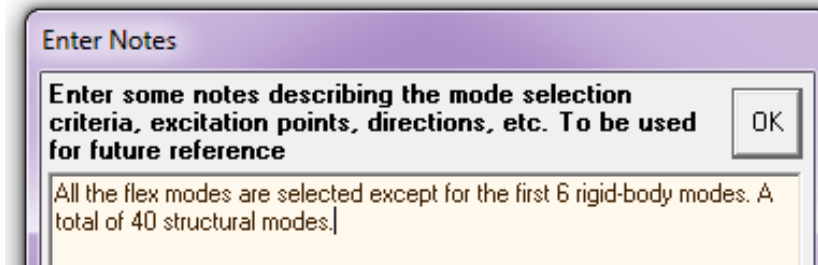 Enter Notes
Enter some notes describing the mode selection
criteria, excitation points, directions, etc. To be used
for future reference
OK
All the flex modes are selected except for the first 6 rigid-body modes. A
total of 40 structural modes.